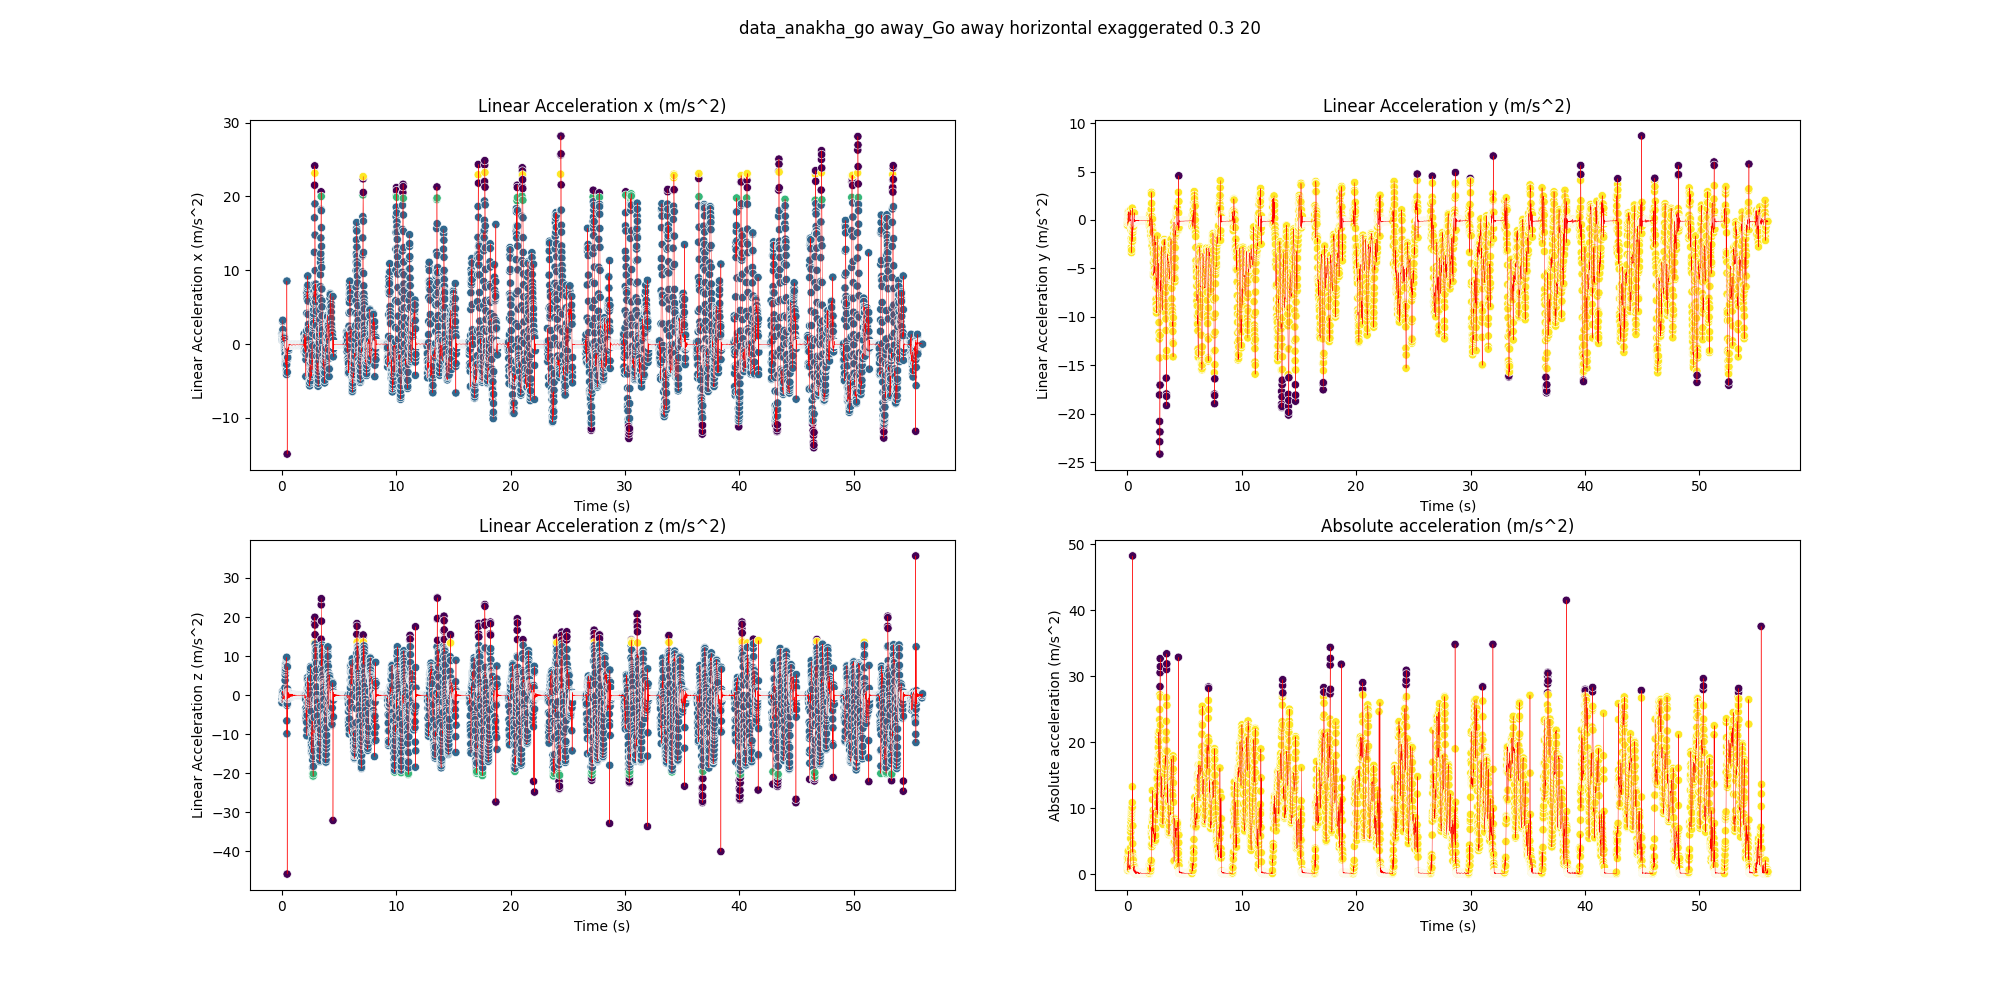 data_anakha_go away_Go away horizontal exaggerated 0.3 20
Linear Acceleration x (m/s^2)
Linear Acceleration x (m/s^2)
30
20
10
0
−10
0 10 20 30 40 50
Time (s)
Linear Acceleration y (m/s^2)
Linear Acceleration y (m/s^2)
10
5
0
−5
−10
−15
−20
−25
0 10 20 30 40 50
Time (s)
Linear Acceleration z (m/s^2)
Linear Acceleration z (m/s^2)
30
20
10
0
−10
−20
−30
−40
0 10 20 30 40 50
Time (s)
Absolute acceleration (m/s^2)
Absolute acceleration (m/s^2)
50
40
30
20
10
0
0 10 20 30 40 50
Time (s)